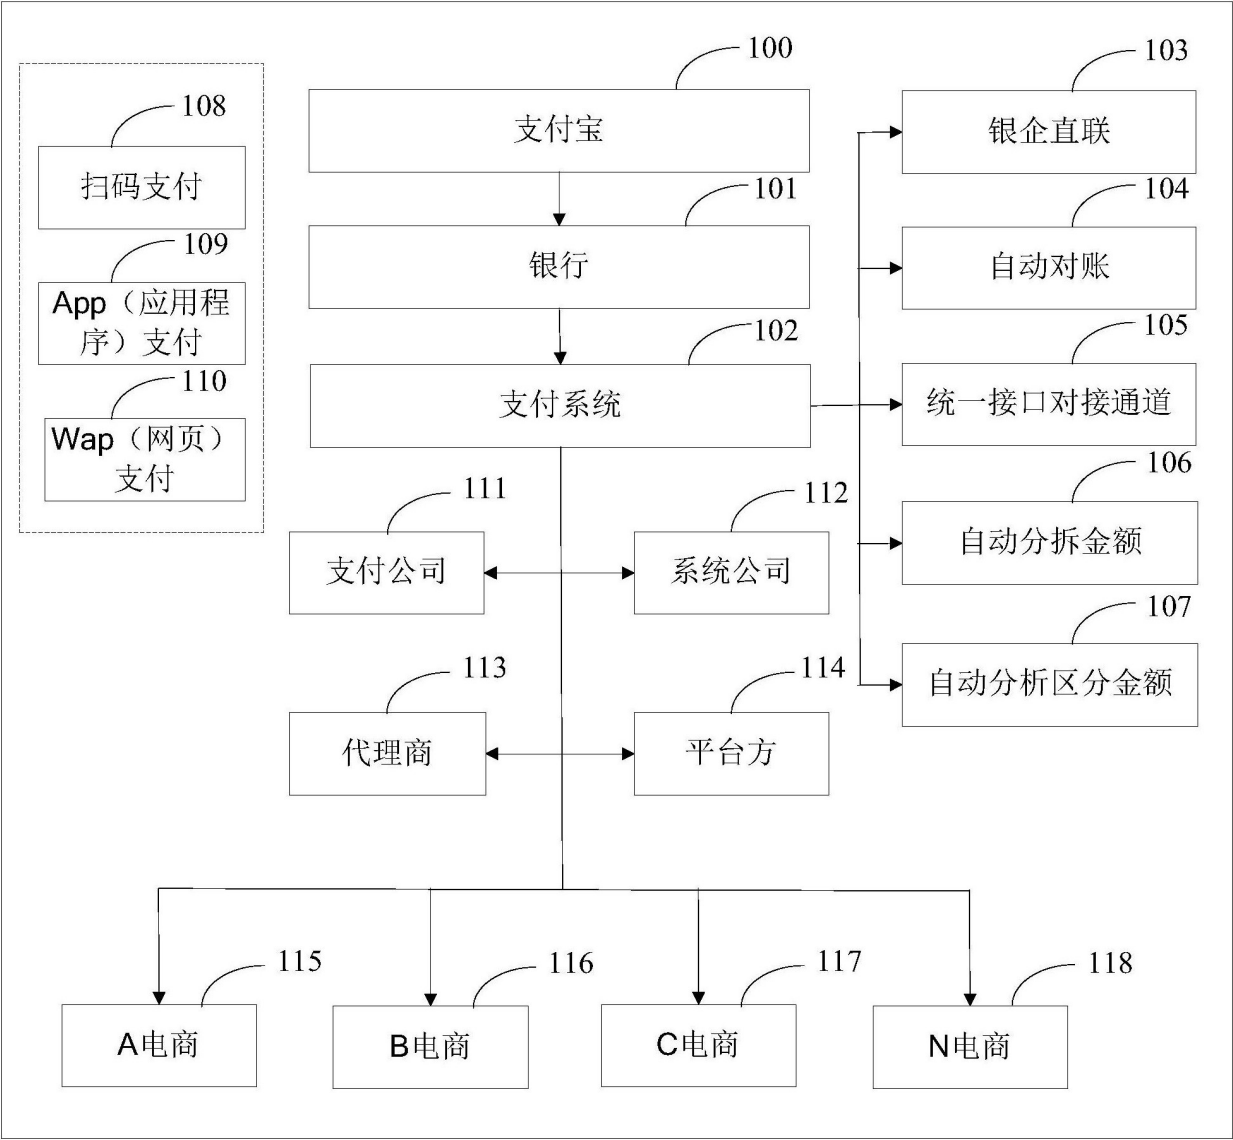 100
支付宝
101
银行
102
支付系统
103
银企直联
104
自动对账
105
统一接口对接通道
106
自动分拆金额
107
自动分析区分金额
108
扫码支付
109
App（应用程
序）支付
110
Wap（网页）
支付
111
支付公司
112
系统公司
113
代理商
114
平台方
115
A电商
116
B电商
117
C电商
118
N电商